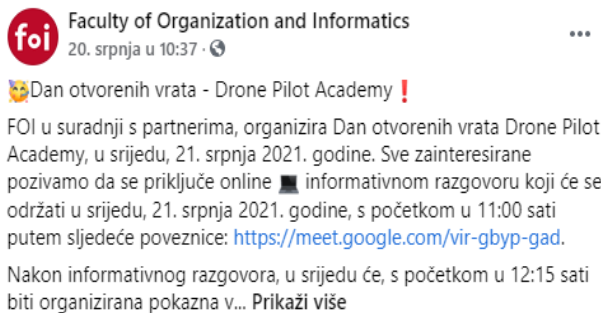 foi
Faculty of Organization and Informatics
20. srpnja u 10:37 ·
🥳Dan otvorenih vrata - Drone Pilot Academy❗
FOI u suradnji s partnerima, organizira Dan otvorenih vrata Drone Pilot
Academy, u srijedu, 21. srpnja 2021. godine. Sve zainteresirane
pozivamo da se priključe online 💻 informativnom razgovoru koji će se
održati u srijedu, 21. srpnja 2021. godine, s početkom u 11:00 sati
putem sljedeće poveznice: https://meet.google.com/vir-gbyp-gad.
Nakon informativnog razgovora, u srijedu će, s početkom u 12:15 sati
biti organizirana pokazna v... Prikaži više